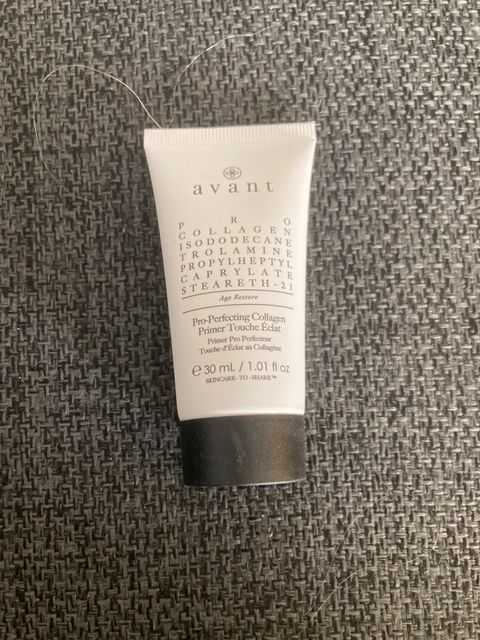 avant
PRO
COLLAGEN
ISODODECANE
TROLAMINE
PROPYLHEPTYL
CAPRYLATE
STEARETH-21
Age Restore
Pro-Perfecting Collagen
Primer Touche Éclat
Primer Pro Perfecteur
Touche d'Éclat au Collagène
℮ 30 mL / 1.01 fl oz
SKINCARE-TO-SHARE™